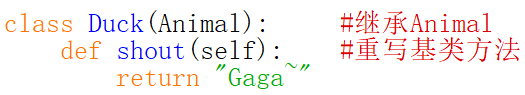 class Duck(Animal):     #继承Animal
    def shout(self):    #重写基类方法
        return "Gaga~"